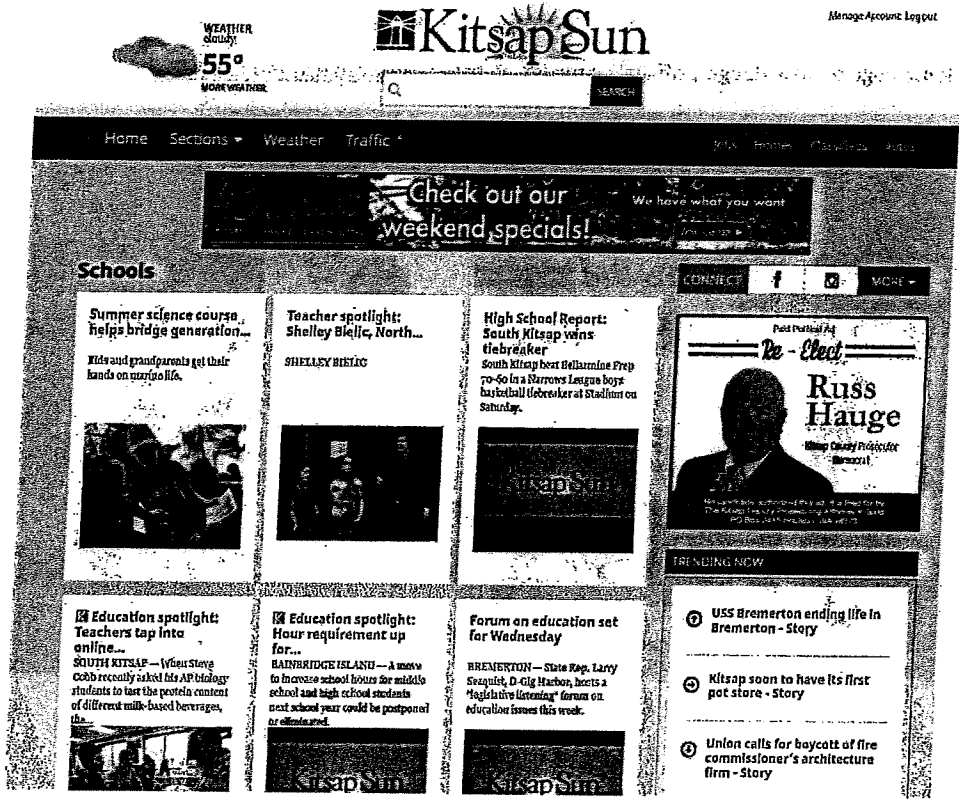 WEATHER
cloudy
55°
MORE WEATHER
Kitsap Sun
SEARCH
Manage Account Logout
Home Sections Weather Traffic
Jobs Homes Classifieds Autos
Check out our
weekend specials!
We have what you want
Schools
CONNECT f MORE
Summer science course
helps bridge generation...
Kids and grandparents get their
hands on marine life.
Teacher spotlight:
Shelley Bielic, North...
SHELLEY BIELIC
High School Report:
South Kitsap wins
tiebreaker
South Kitsap beat Bellarmine Prep
70-60 in a Narrows League boys
basketball tiebreaker at Stadium on
Saturday.
Kitsap Sun
Paid Political Ad
Re-Elect
Russ
Hauge
Kitsap County Prosecutor
Democrat
TRENDING NOW
USS Bremerton ending life in
Bremerton - Story
Kitsap soon to have its first
pot store - Story
Union calls for boycott of fire
commissioner's architecture
firm - Story
Education spotlight:
Teachers tap into
online...
SOUTH KITSAP — When Steve
Cobb recently asked his AP biology
students to test the protein content
of different milk-based beverages,
the...
Education spotlight:
Hour requirement up
for...
BAINBRIDGE ISLAND — A move
to increase school hours for middle
school and high school students
next school year could be postponed
or eliminated.
Kitsap Sun
Forum on education set
for Wednesday
BREMERTON — State Rep. Larry
Seaquist, D-Gig Harbor, hosts a
"legislative listening" forum on
education issues this week.
Kitsap Sun